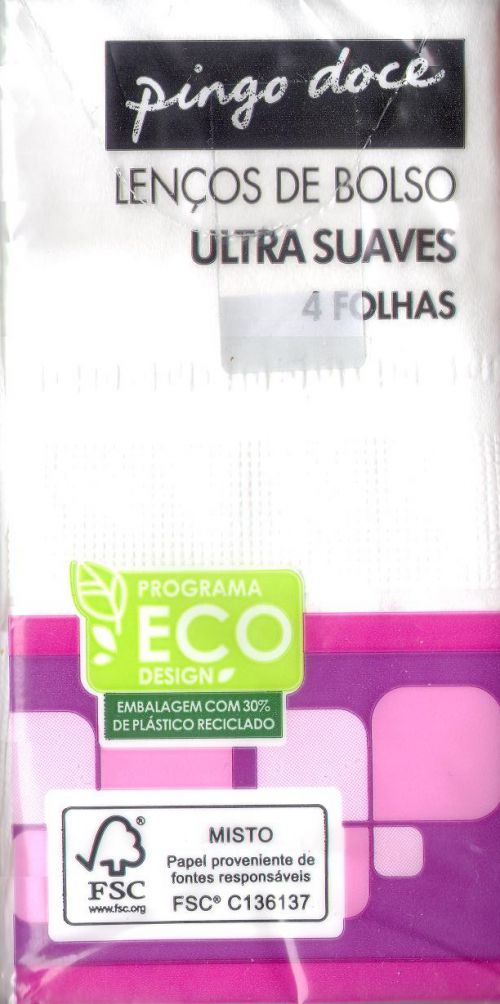 pingo doce
LENÇOS DE BOLSO
ULTRA SUAVES
4 FOLHAS
PROGRAMA
ECO
DESIGN
EMBALAGEM COM 30%
DE PLÁSTICO RECICLADO
FSC®
www.fsc.org
MISTO
Papel proveniente de
fontes responsáveis
FSC® C136137